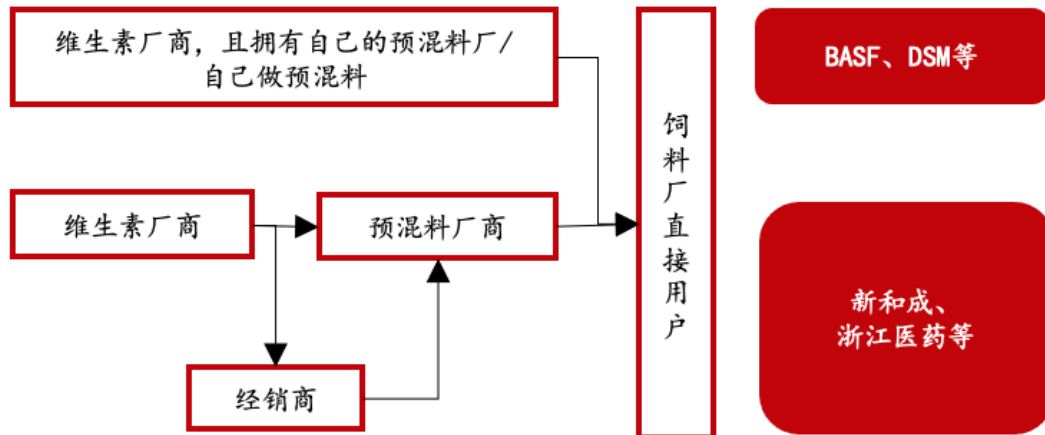 维生素厂商，且拥有自己的预混料厂/
自己做预混料
BASF、DSM等
饲料厂直接用户
维生素厂商
预混料厂商
经销商
新和成、
浙江医药等